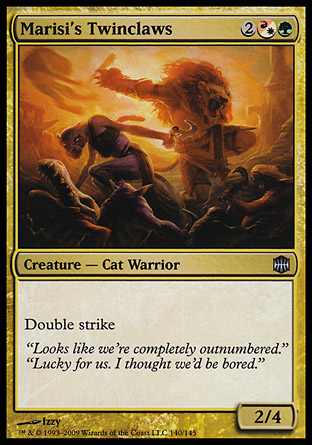 Marisi's Twinclaws 2
Creature — Cat Warrior
Double strike
“Looks like we’re completely outnumbered.”
“Lucky for us. I thought we’d be bored.”
Izzy
™ & © 1993–2009 Wizards of the Coast LLC 140/145
2/4